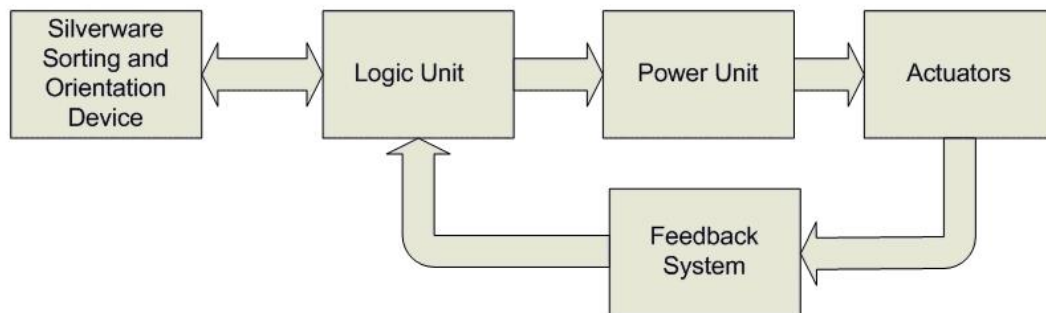 Silverware
Sorting and
Orientation
Device
Logic Unit
Power Unit
Actuators
Feedback
System